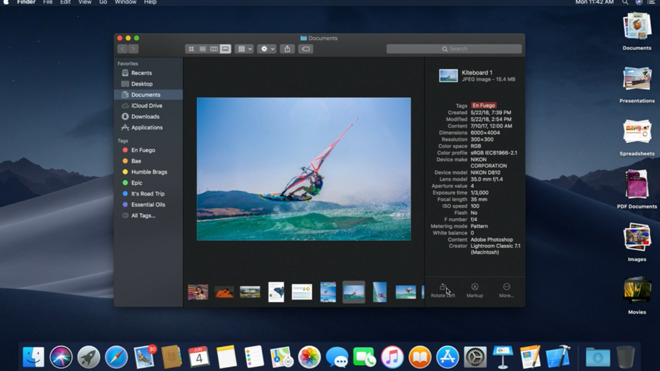 Finder File Edit View Go Window Help Mon 11:42 AM
Documents
Search
Favorites
Recents
Desktop
Documents
iCloud Drive
Downloads
Applications
Tags
En Fuego
Bae
Humble Brags
Epic
It's Road Trip
Essential Oils
All Tags...
Kiteboard 1
JPEG image - 15.4 MB
Tags En Fuego
Created 5/22/18, 7:39 PM
Modified 5/22/18, 2:54 PM
Content 7/10/17, 12:00 AM
Dimensions 6000×4004
Resolution 300×300
Color space RGB
Color profile sRGB IEC61966-2.1
Device make NIKON CORPORATION
Device model NIKON D810
Lens model 35.0 mm f/1.4
Aperture value 4
Exposure time 1/3,000
Focal length 35 mm
ISO speed 100
Flash No
F number f/4
Metering mode Pattern
White balance 0
Content Creator Adobe Photoshop Lightroom Classic 7.1 (Macintosh)
Rotate Left Markup More...
Documents
Presentations
Spreadsheets
PDF Documents
Images
Movies
4